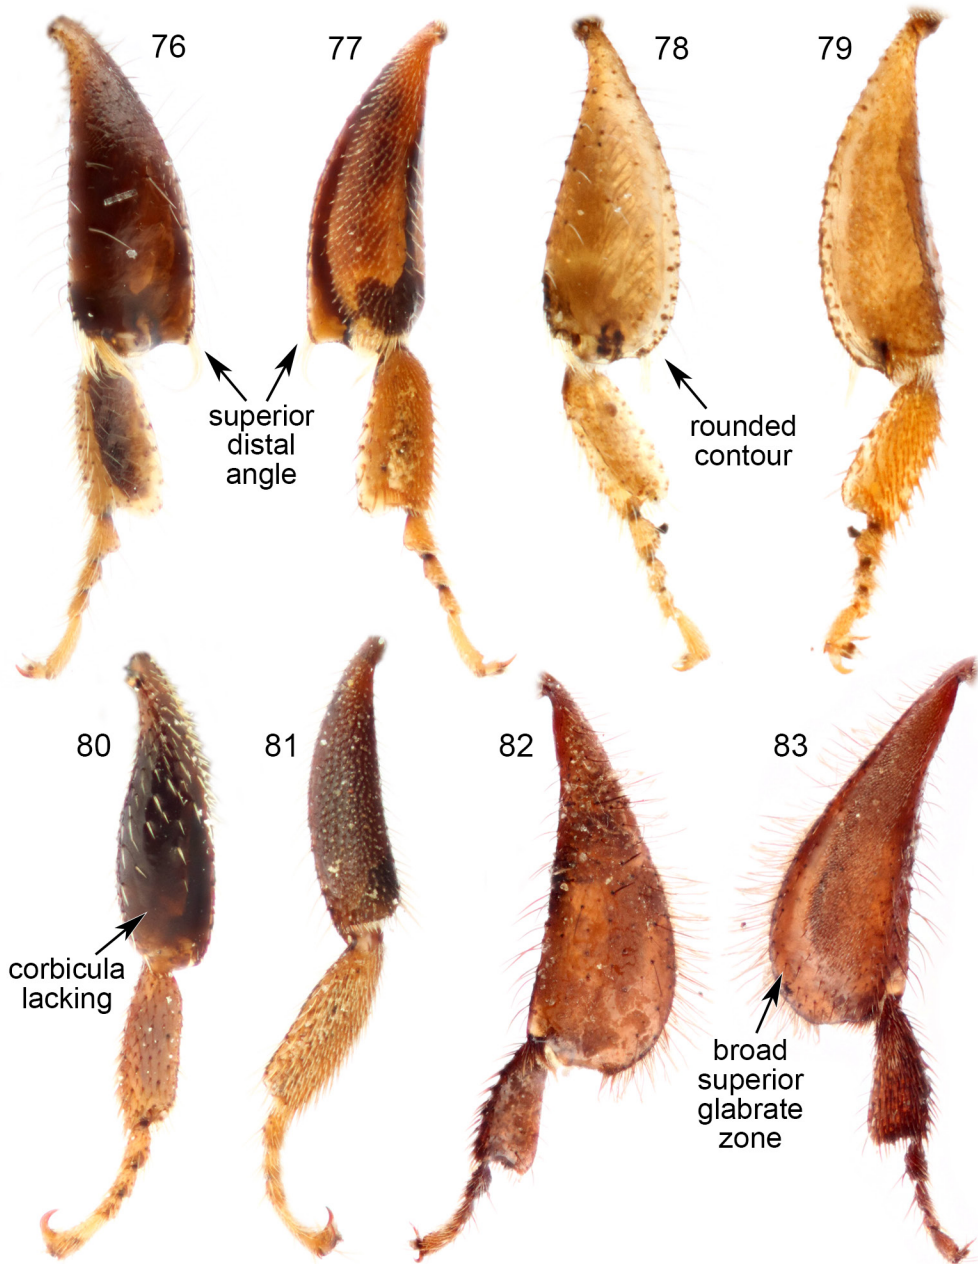 76
77
78
79
superior
distal
angle
rounded
contour
80
81
82
83
corbicula
lacking
broad
superior
glabrate
zone